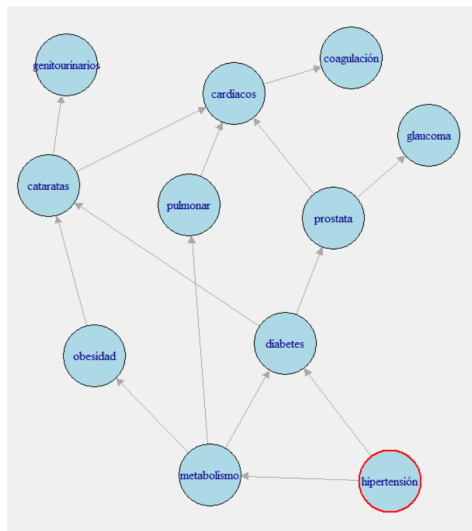 coagulación
genitourinarios
cardiacos
glaucoma
cataratas
pulmonar
prostata
diabetes
obesidad
metabolismo
hipertensión